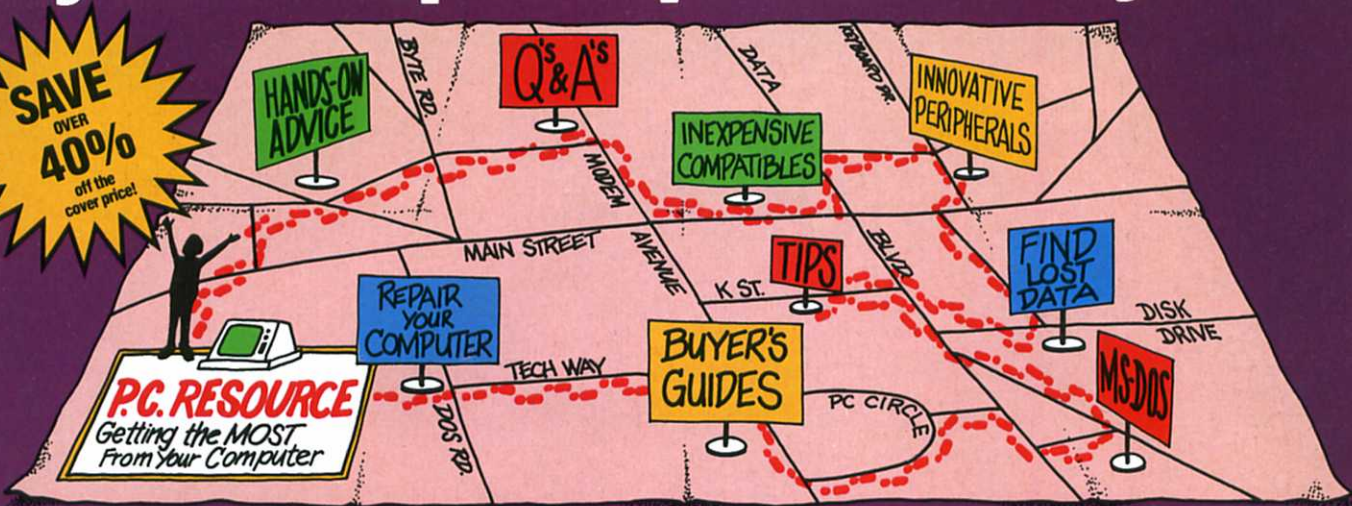 SAVE
OVER
40%
off the
cover price!
HANDS-ON
ADVICE
BYTE RD.
Q's
& A's
DATA
INNOVATIVE
PERIPHERALS
INEXPENSIVE
COMPATIBLES
MODEM
MAIN STREET
AVENUE
BLVD
TIPS
K ST.
FIND
LOST
DATA
DISK
DRIVE
REPAIR
YOUR
COMPUTER
TECH WAY
BUYER'S
GUIDES
MS-DOS
P.C. RESOURCE
Getting the MOST
From Your Computer
DOS RD.
PC CIRCLE